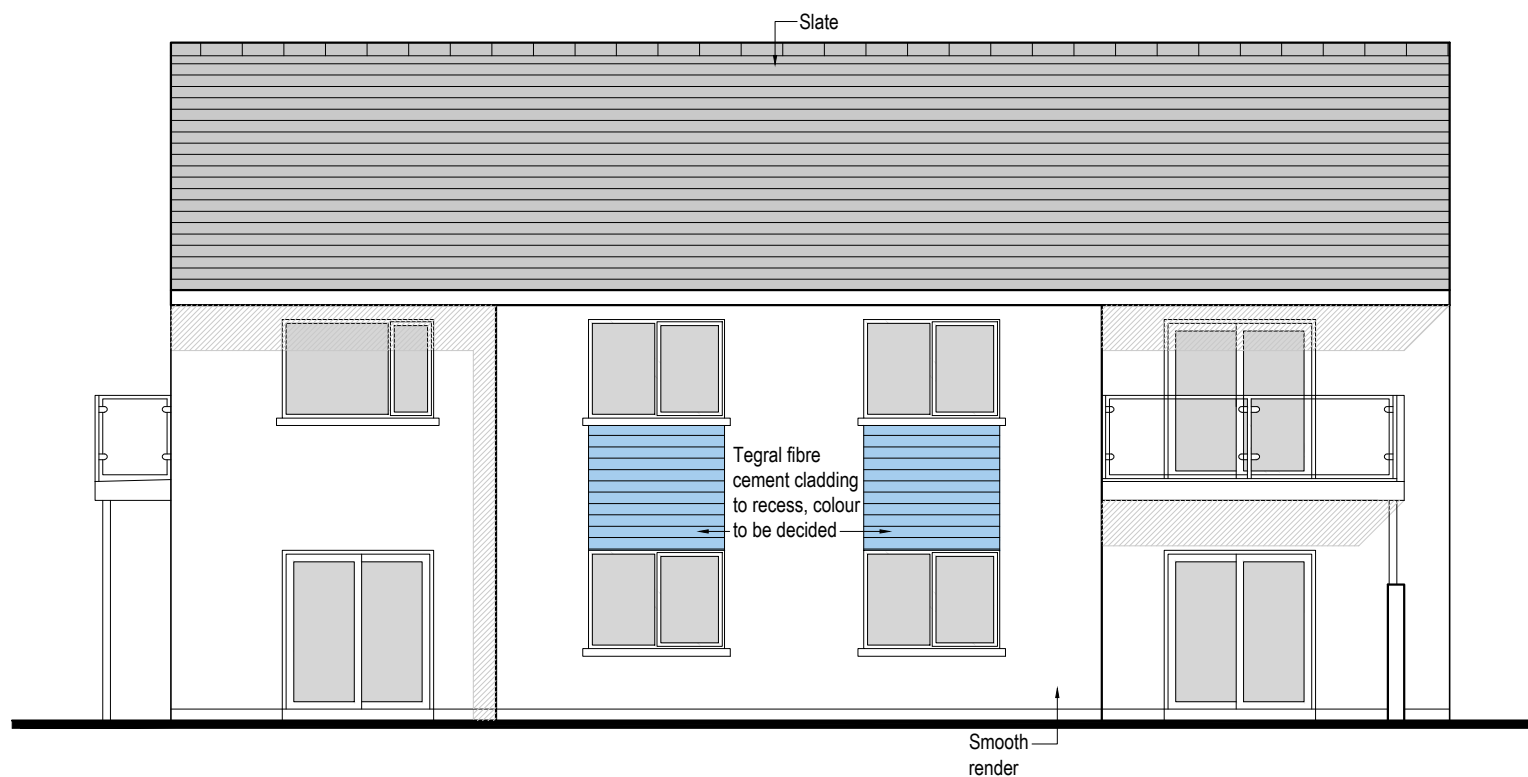 Slate
Tegral fibre
cement cladding
to recess, colour
to be decided
Smooth
render